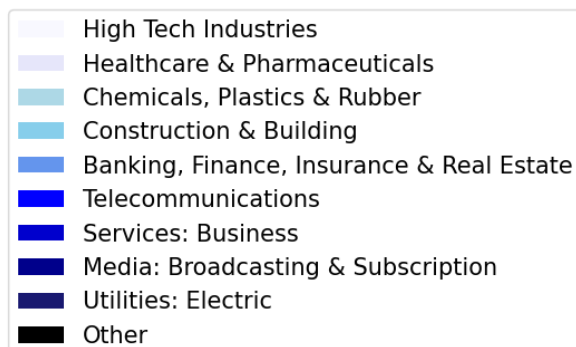 High Tech Industries
Healthcare & Pharmaceuticals
Chemicals, Plastics & Rubber
Construction & Building
Banking, Finance, Insurance & Real Estate
Telecommunications
Services: Business
Media: Broadcasting & Subscription
Utilities: Electric
Other